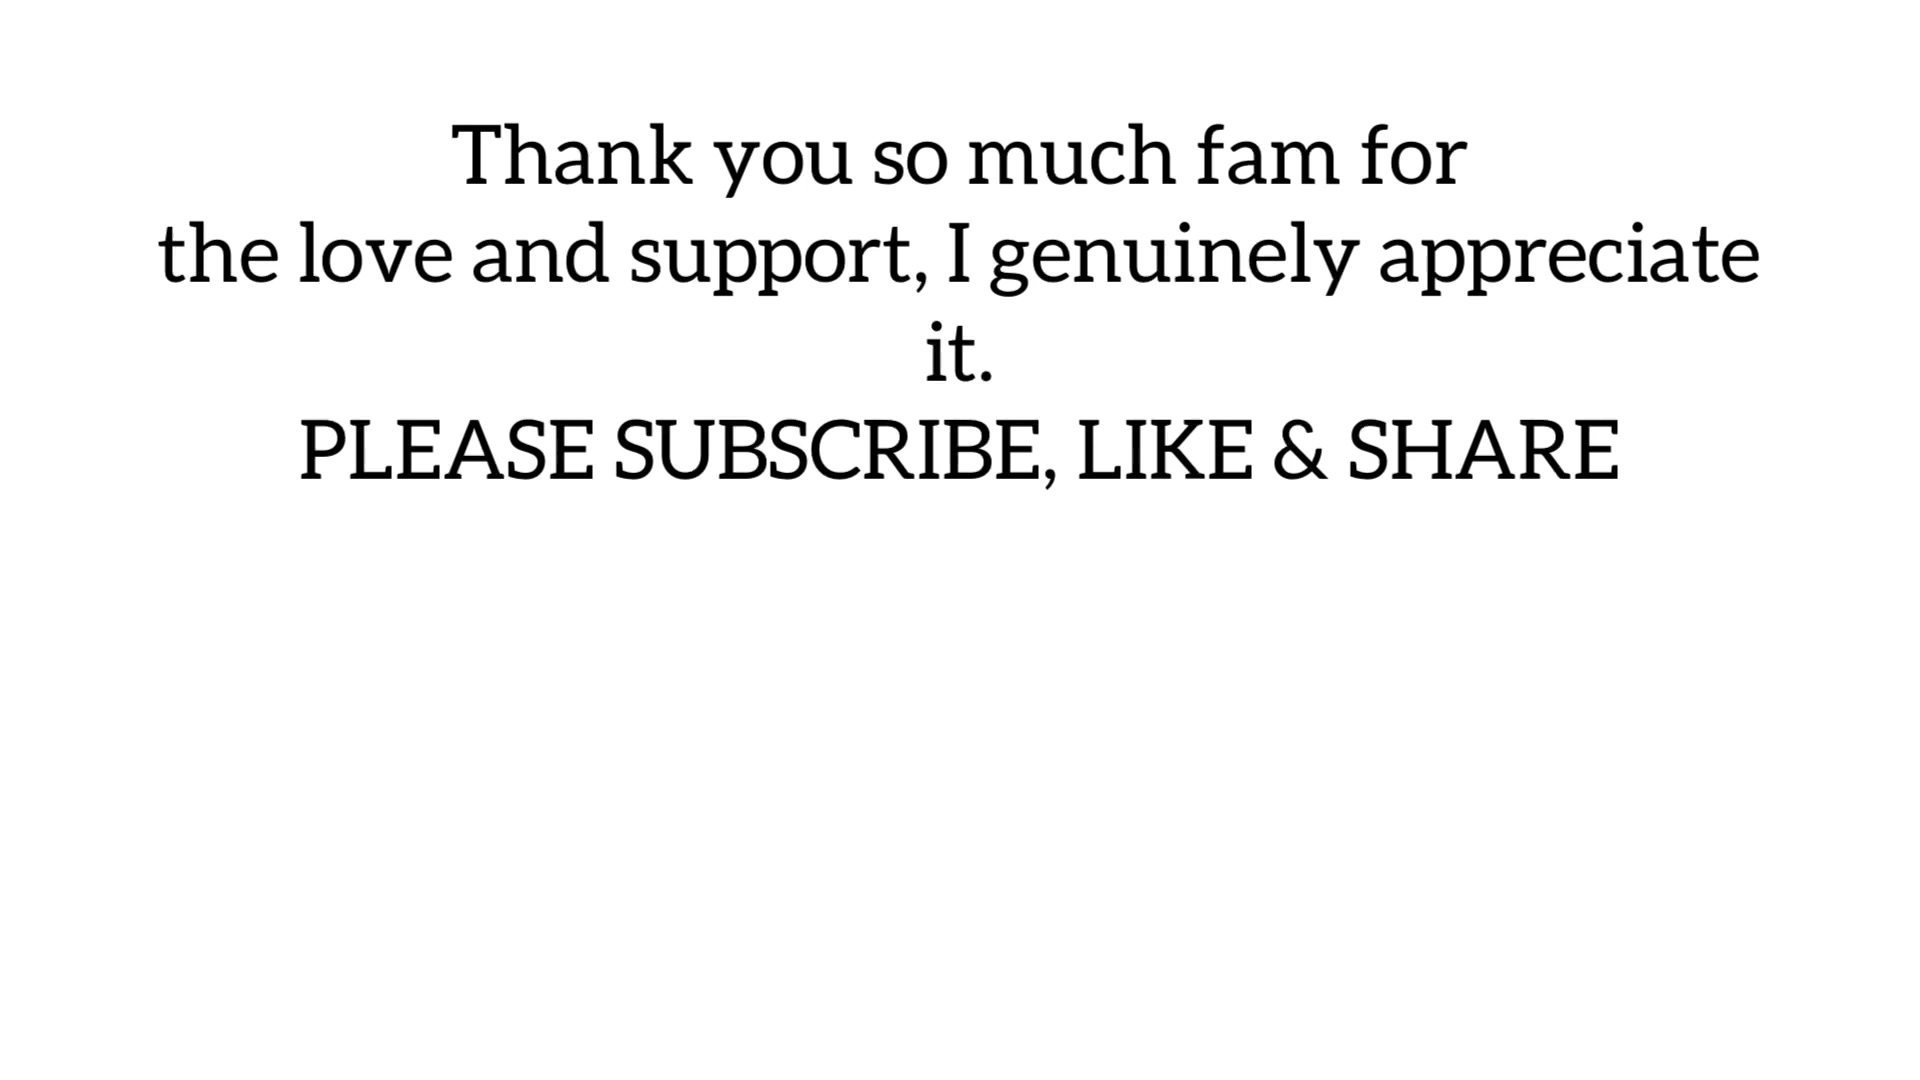 Thank you so much fam for
the love and support, I genuinely appreciate
it.
PLEASE SUBSCRIBE, LIKE & SHARE